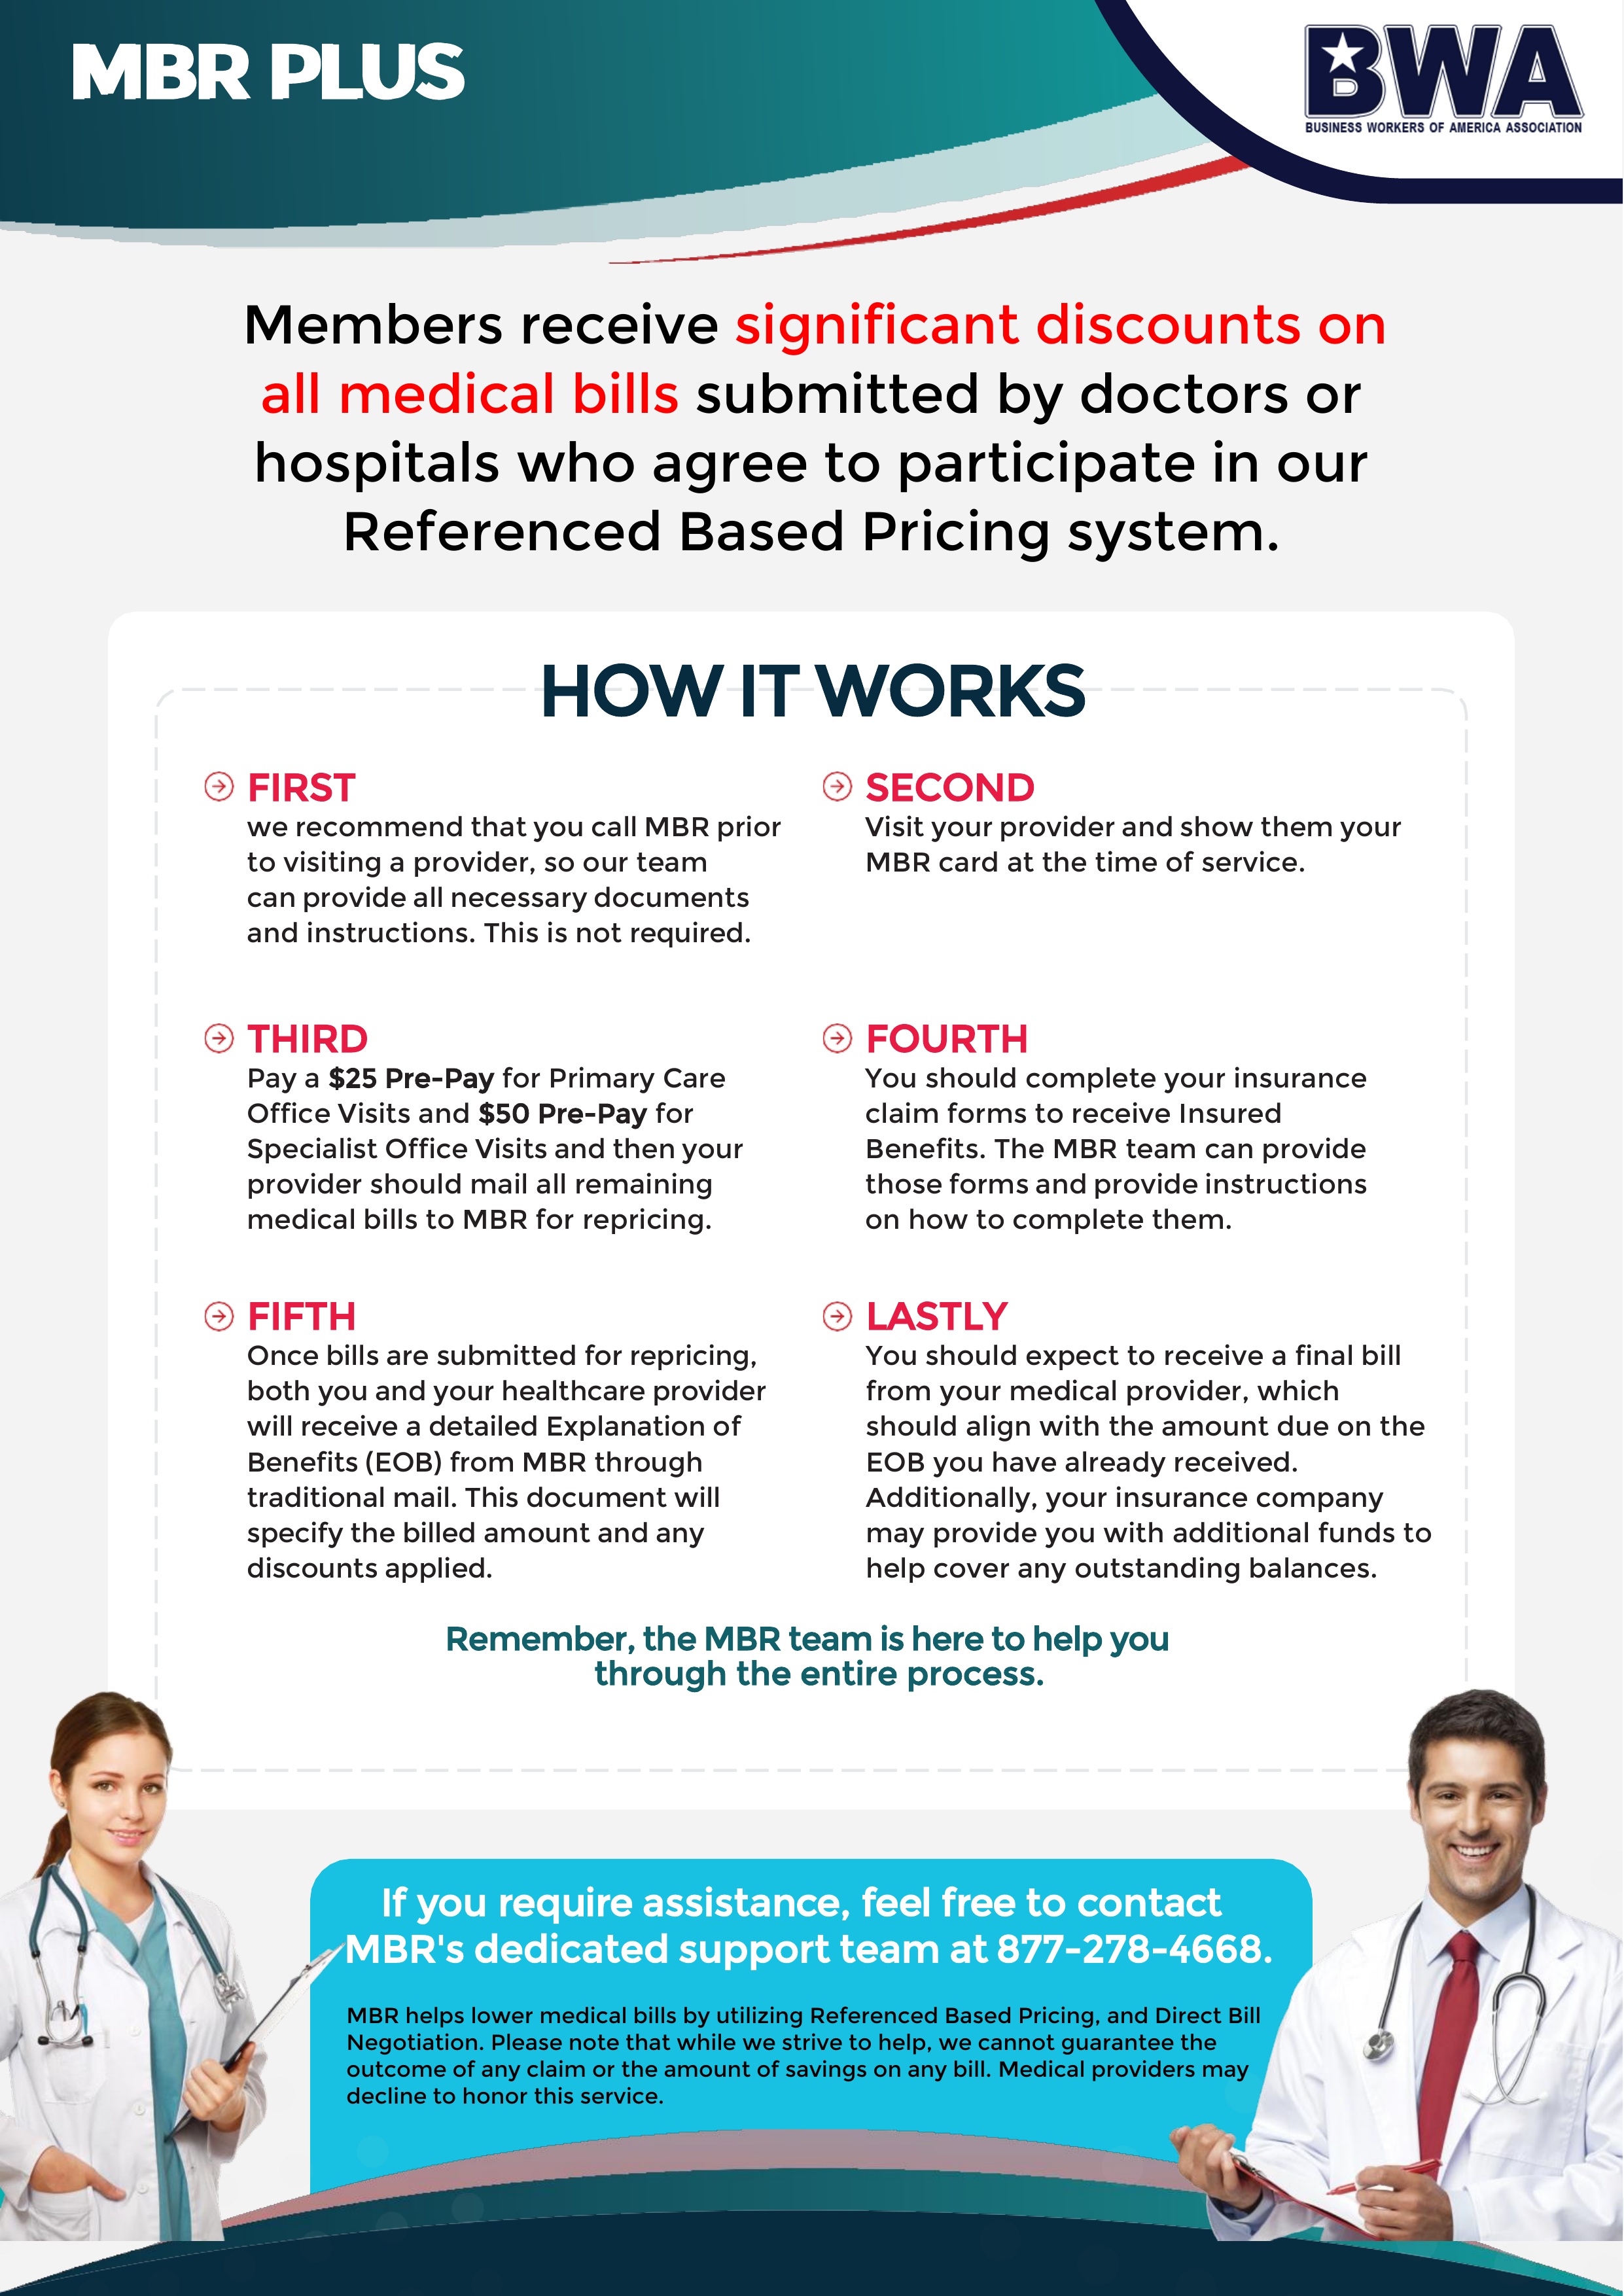 MBR PLUS
BWA
BUSINESS WORKERS OF AMERICA ASSOCIATION
Members receive significant discounts on
all medical bills submitted by doctors or
hospitals who agree to participate in our
Referenced Based Pricing system.
HOW IT WORKS
FIRST
we recommend that you call MBR prior
to visiting a provider, so our team
can provide all necessary documents
and instructions. This is not required.
SECOND
Visit your provider and show them your
MBR card at the time of service.
THIRD
Pay a $25 Pre-Pay for Primary Care
Office Visits and $50 Pre-Pay for
Specialist Office Visits and then your
provider should mail all remaining
medical bills to MBR for repricing.
FOURTH
You should complete your insurance
claim forms to receive Insured
Benefits. The MBR team can provide
those forms and provide instructions
on how to complete them.
FIFTH
Once bills are submitted for repricing,
both you and your healthcare provider
will receive a detailed Explanation of
Benefits (EOB) from MBR through
traditional mail. This document will
specify the billed amount and any
discounts applied.
LASTLY
You should expect to receive a final bill
from your medical provider, which
should align with the amount due on the
EOB you have already received.
Additionally, your insurance company
may provide you with additional funds to
help cover any outstanding balances.
Remember, the MBR team is here to help you
through the entire process.
If you require assistance, feel free to contact
MBR's dedicated support team at 877-278-4668.
MBR helps lower medical bills by utilizing Referenced Based Pricing, and Direct Bill
Negotiation. Please note that while we strive to help, we cannot guarantee the
outcome of any claim or the amount of savings on any bill. Medical providers may
decline to honor this service.